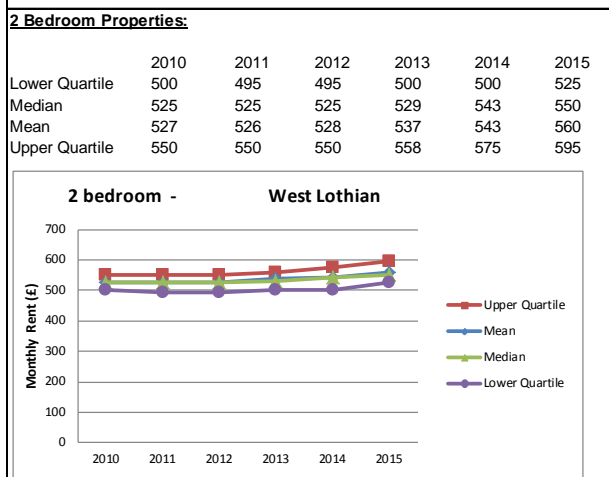 2 Bedroom Properties:
2010 2011 2012 2013 2014 2015
Lower Quartile 500 495 495 500 500 525
Median 525 525 525 529 543 550
Mean 527 526 528 537 543 560
Upper Quartile 550 550 550 558 575 595
2 bedroom - West Lothian
700
600
500
400
300
200
100
0
Monthly Rent (£)
2010 2011 2012 2013 2014 2015
Upper Quartile
Mean
Median
Lower Quartile